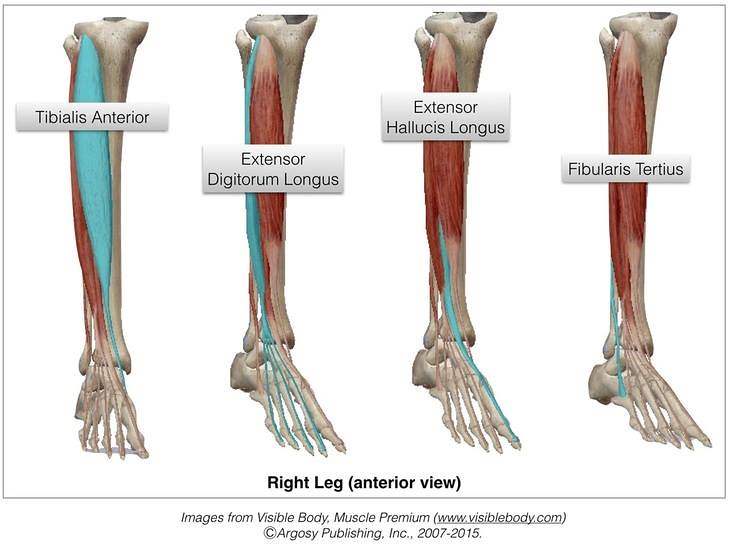 Tibialis Anterior
Extensor
Digitorum Longus
Extensor
Hallucis Longus
Fibularis Tertius
Right Leg (anterior view)
Images from Visible Body, Muscle Premium (www.visiblebody.com)
©Argosy Publishing, Inc., 2007-2015.